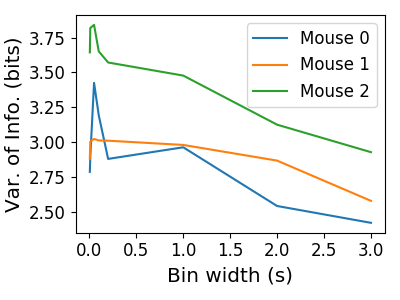 Var. of Info. (bits)
3.75
3.50
3.25
3.00
2.75
2.50
Mouse 0
Mouse 1
Mouse 2
0.0 0.5 1.0 1.5 2.0 2.5 3.0
Bin width (s)